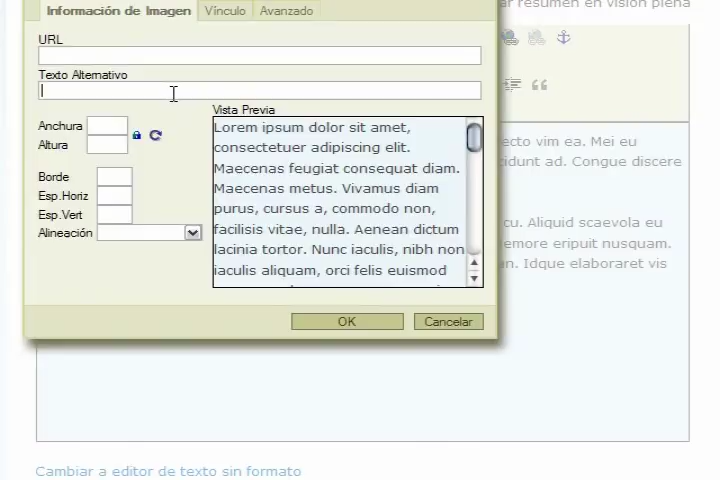 ar resumen en visión plena
Información de Imagen Vínculo Avanzado
URL
Texto Alternativo
Anchura
Altura
Vista Previa
Lorem ipsum dolor sit amet,
consectetuer adipiscing elit.
Maecenas feugiat consequat diam.
Maecenas metus. Vivamus diam
purus, cursus a, commodo non,
facilisis vitae, nulla. Aenean dictum
lacinia tortor. Nunc iaculis, nibh non
iaculis aliquam, orci felis euismod
Borde
Esp.Horiz
Esp.Vert
Alineación
OK Cancelar
ecto vim ea. Mei eu
cidunt ad. Congue discere
cu. Aliquid scaevola eu
emore eripuit nusquam.
an. Idque elaboraret vis
Cambiar a editor de texto sin formato